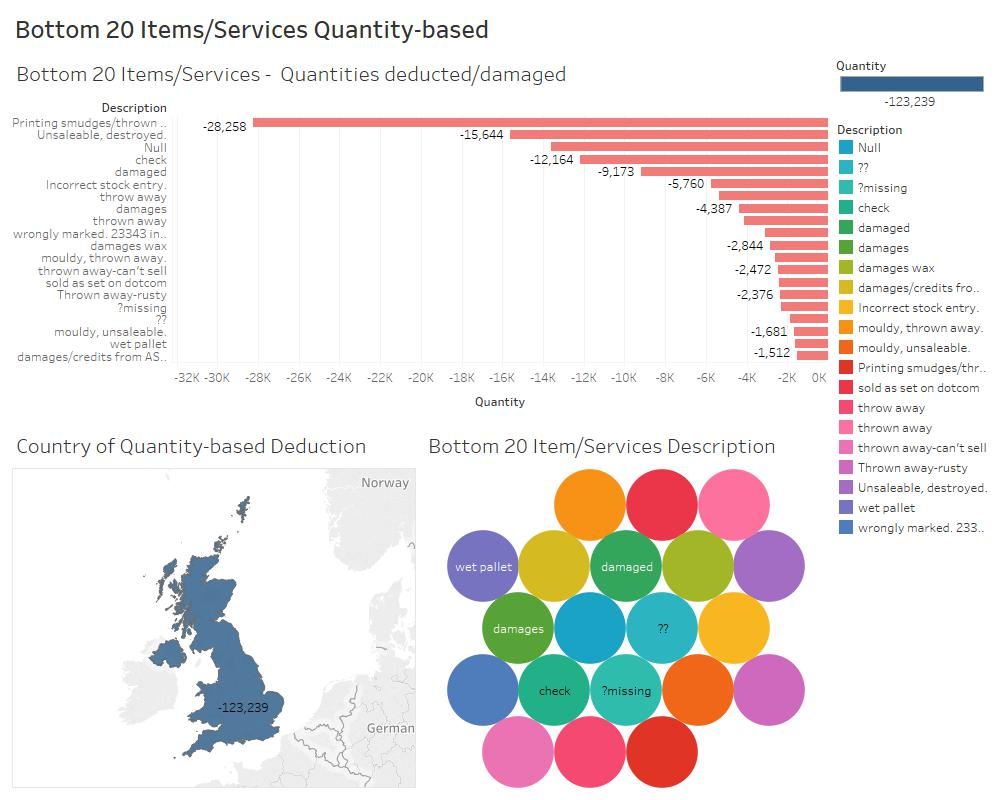 Bottom 20 Items/Services Quantity-based
Bottom 20 Items/Services - Quantities deducted/damaged
Description
Printing smudges/thrown ..
-28,258
Unsaleable, destroyed.
-15,644
Null
check
-12,164
damaged
-9,173
Incorrect stock entry.
-5,760
throw away
damages
-4,387
thrown away
wrongly marked. 23343 in..
damages wax
-2,844
mouldy, thrown away.
thrown away-can't sell
-2,472
sold as set on dotcom
Thrown away-rusty
-2,376
?missing
??
mouldy, unsaleable.
-1,681
wet pallet
damages/credits from AS..
-1,512
-32K -30K -28K -26K -24K -22K -20K -18K -16K -14K -12K -10K -8K -6K -4K -2K 0K
Quantity
Quantity
-123,239
Description
Null
??
?missing
check
damaged
damages
damages wax
damages/credits fro..
Incorrect stock entry.
mouldy, thrown away.
mouldy, unsaleable.
Printing smudges/thr..
sold as set on dotcom
throw away
thrown away
thrown away-can't sell
Thrown away-rusty
Unsaleable, destroyed.
wet pallet
wrongly marked. 233..
Country of Quantity-based Deduction
Norway
-123,239
German
Bottom 20 Item/Services Description
wet pallet
damaged
damages
??
check
?missing